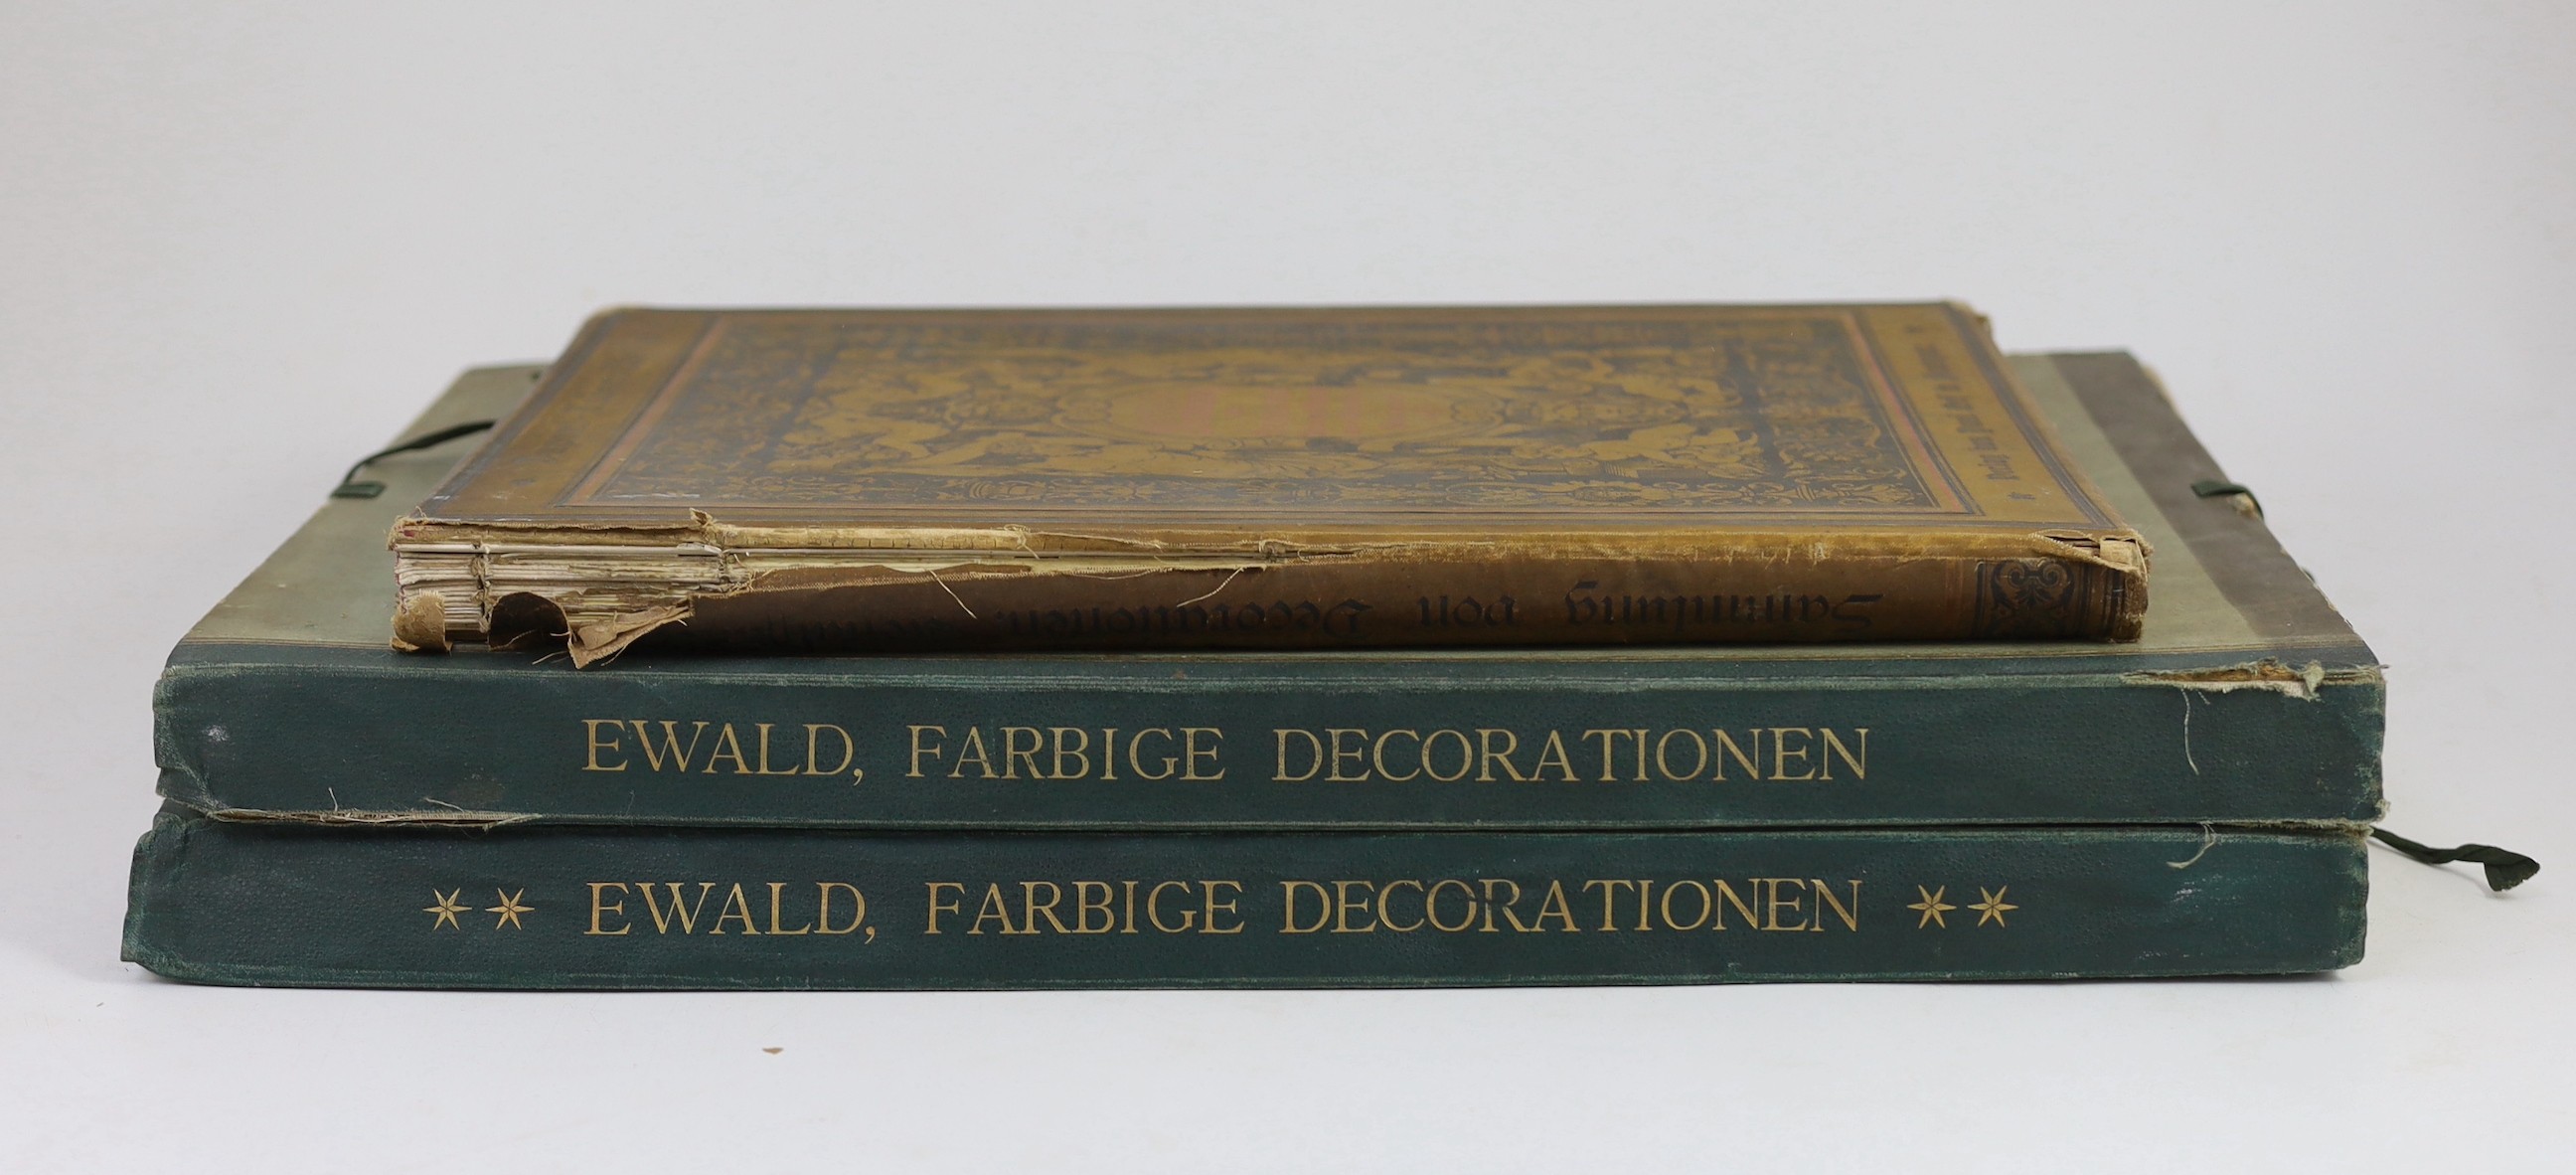 Sammlung von Decorationen.
EWALD, FARBIGE DECORATIONEN
** EWALD, FARBIGE DECORATIONEN **